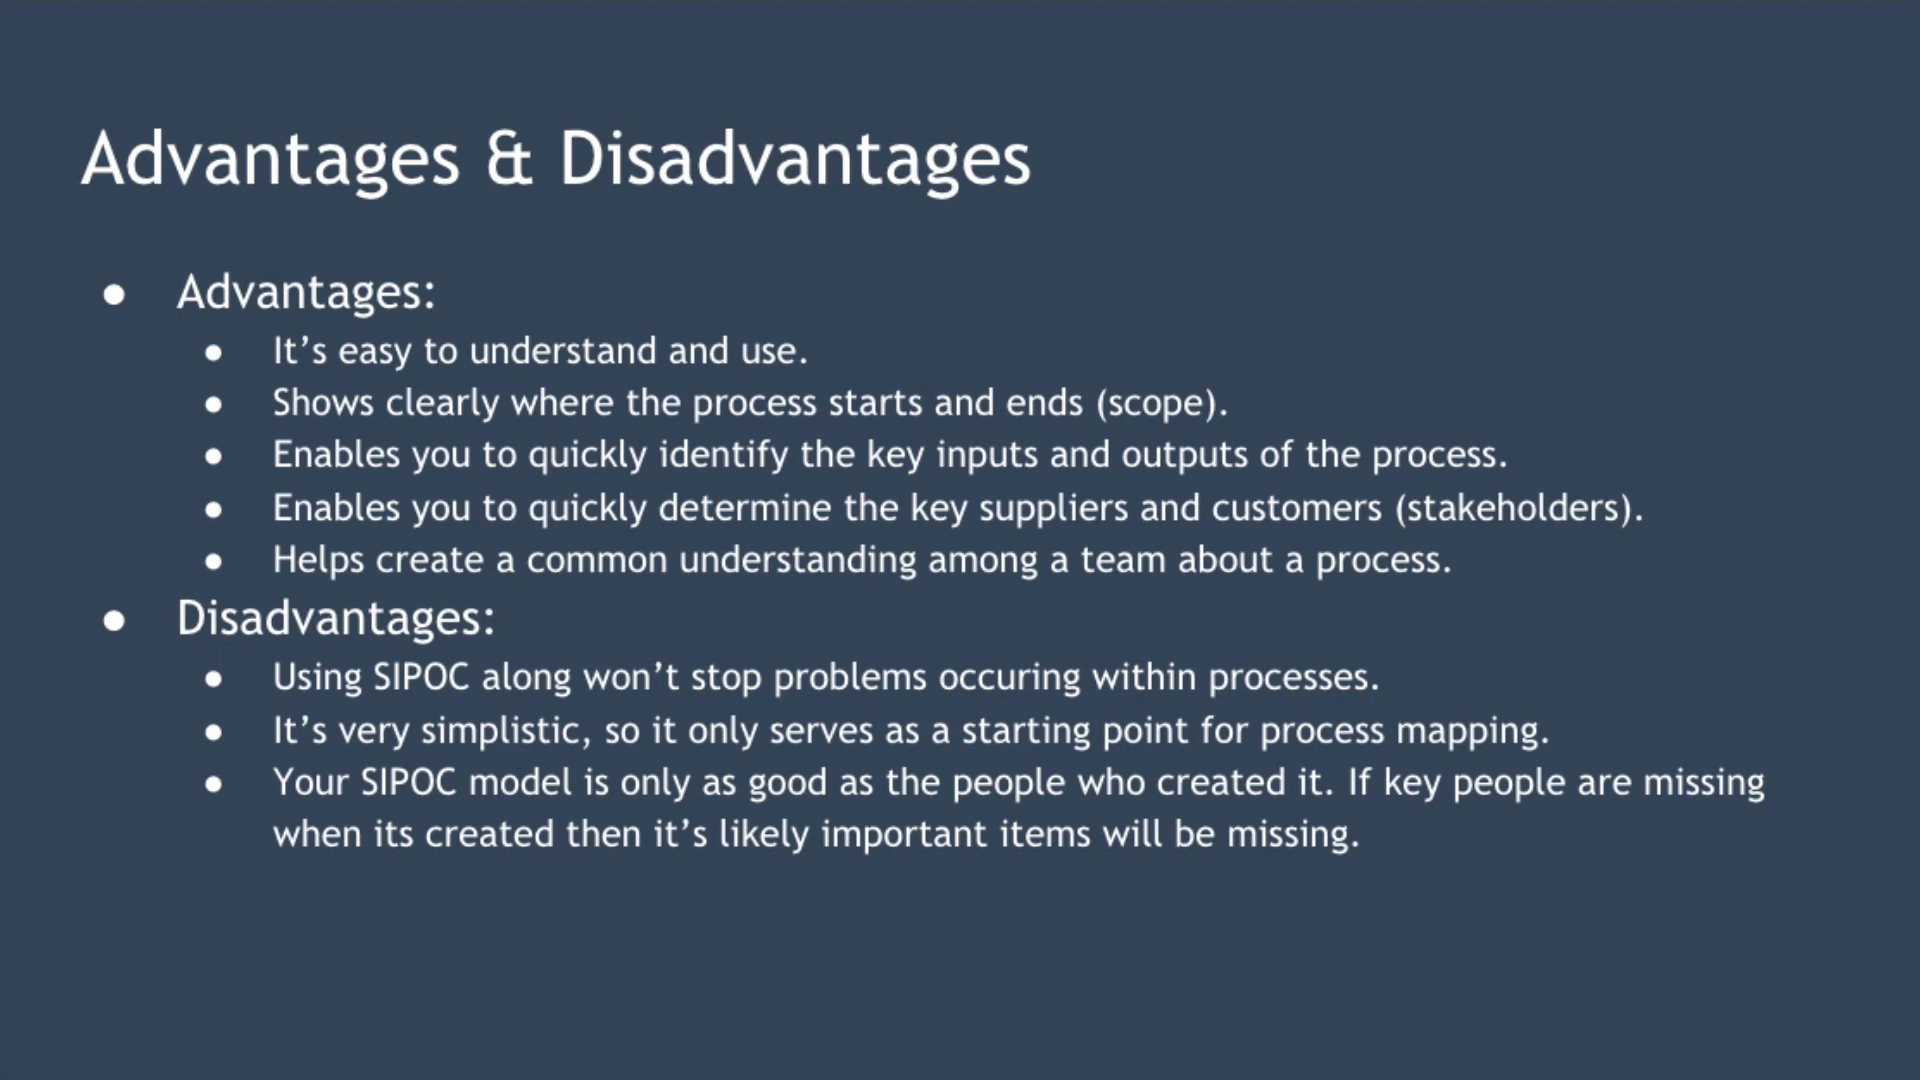 Advantages & Disadvantages
● Advantages:
● It’s easy to understand and use.
● Shows clearly where the process starts and ends (scope).
● Enables you to quickly identify the key inputs and outputs of the process.
● Enables you to quickly determine the key suppliers and customers (stakeholders).
● Helps create a common understanding among a team about a process.
● Disadvantages:
● Using SIPOC along won’t stop problems occuring within processes.
● It’s very simplistic, so it only serves as a starting point for process mapping.
● Your SIPOC model is only as good as the people who created it. If key people are missing
when its created then it’s likely important items will be missing.